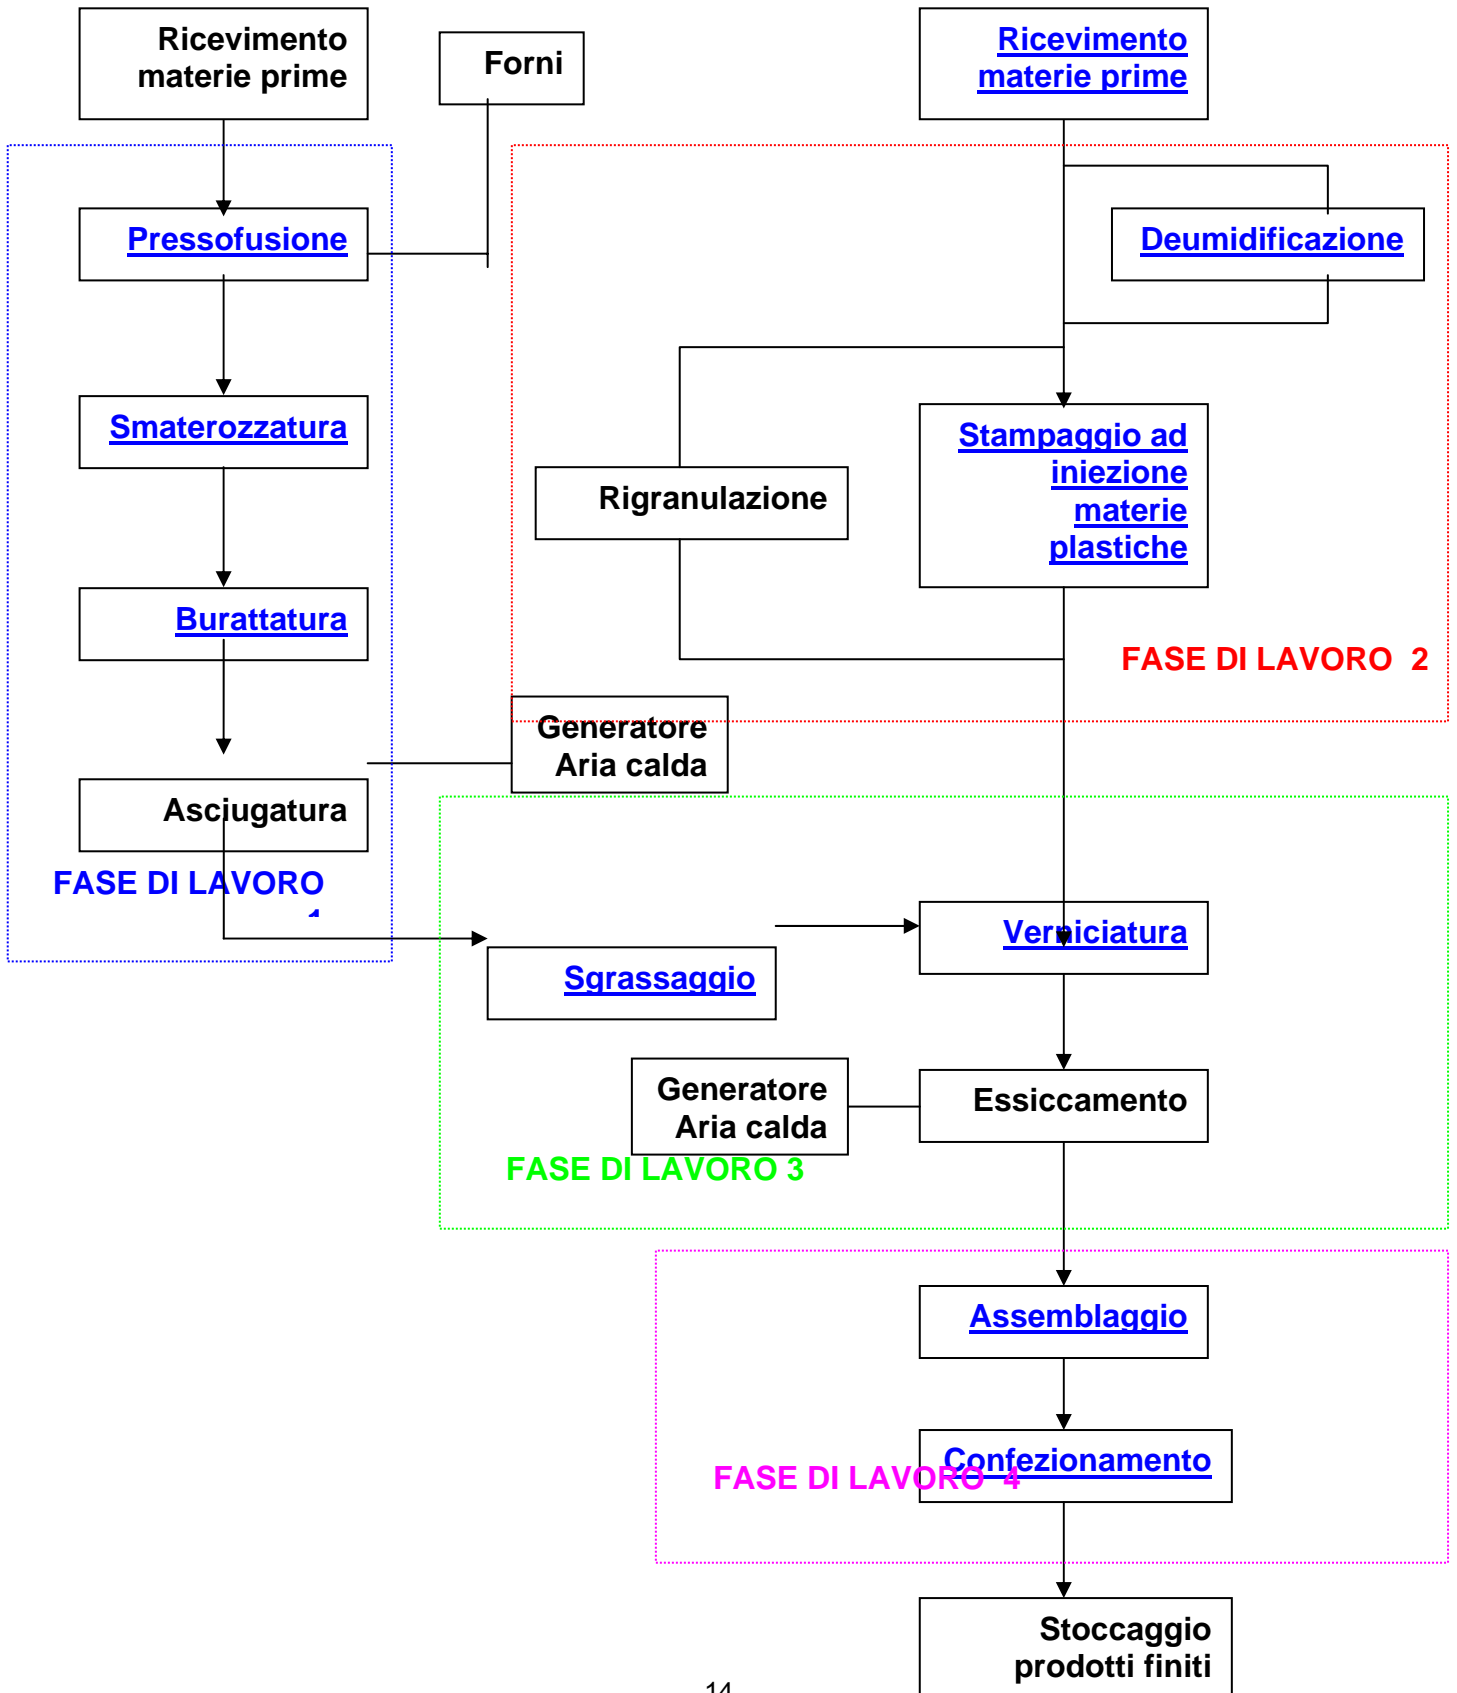 Ricevimento
materie prime
Forni
Ricevimento
materie prime
Pressofusione
Deumidificazione
Smaterozzatura
Stampaggio ad
iniezione
materie
plastiche
Rigranulazione
Burattatura
FASE DI LAVORO  2
Generatore
Aria calda
Asciugatura
FASE DI LAVORO
1
Verniciatura
Sgrassaggio
Generatore
Aria calda
Essiccamento
FASE DI LAVORO 3
Assemblaggio
Confezionamento
FASE DI LAVORO  4
Stoccaggio
prodotti finiti
14